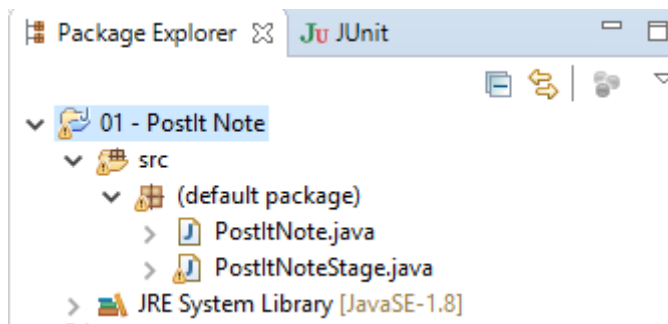 Package Explorer JU JUnit
01 - PostIt Note
src
(default package)
PostItNote.java
PostItNoteStage.java
JRE System Library [JavaSE-1.8]